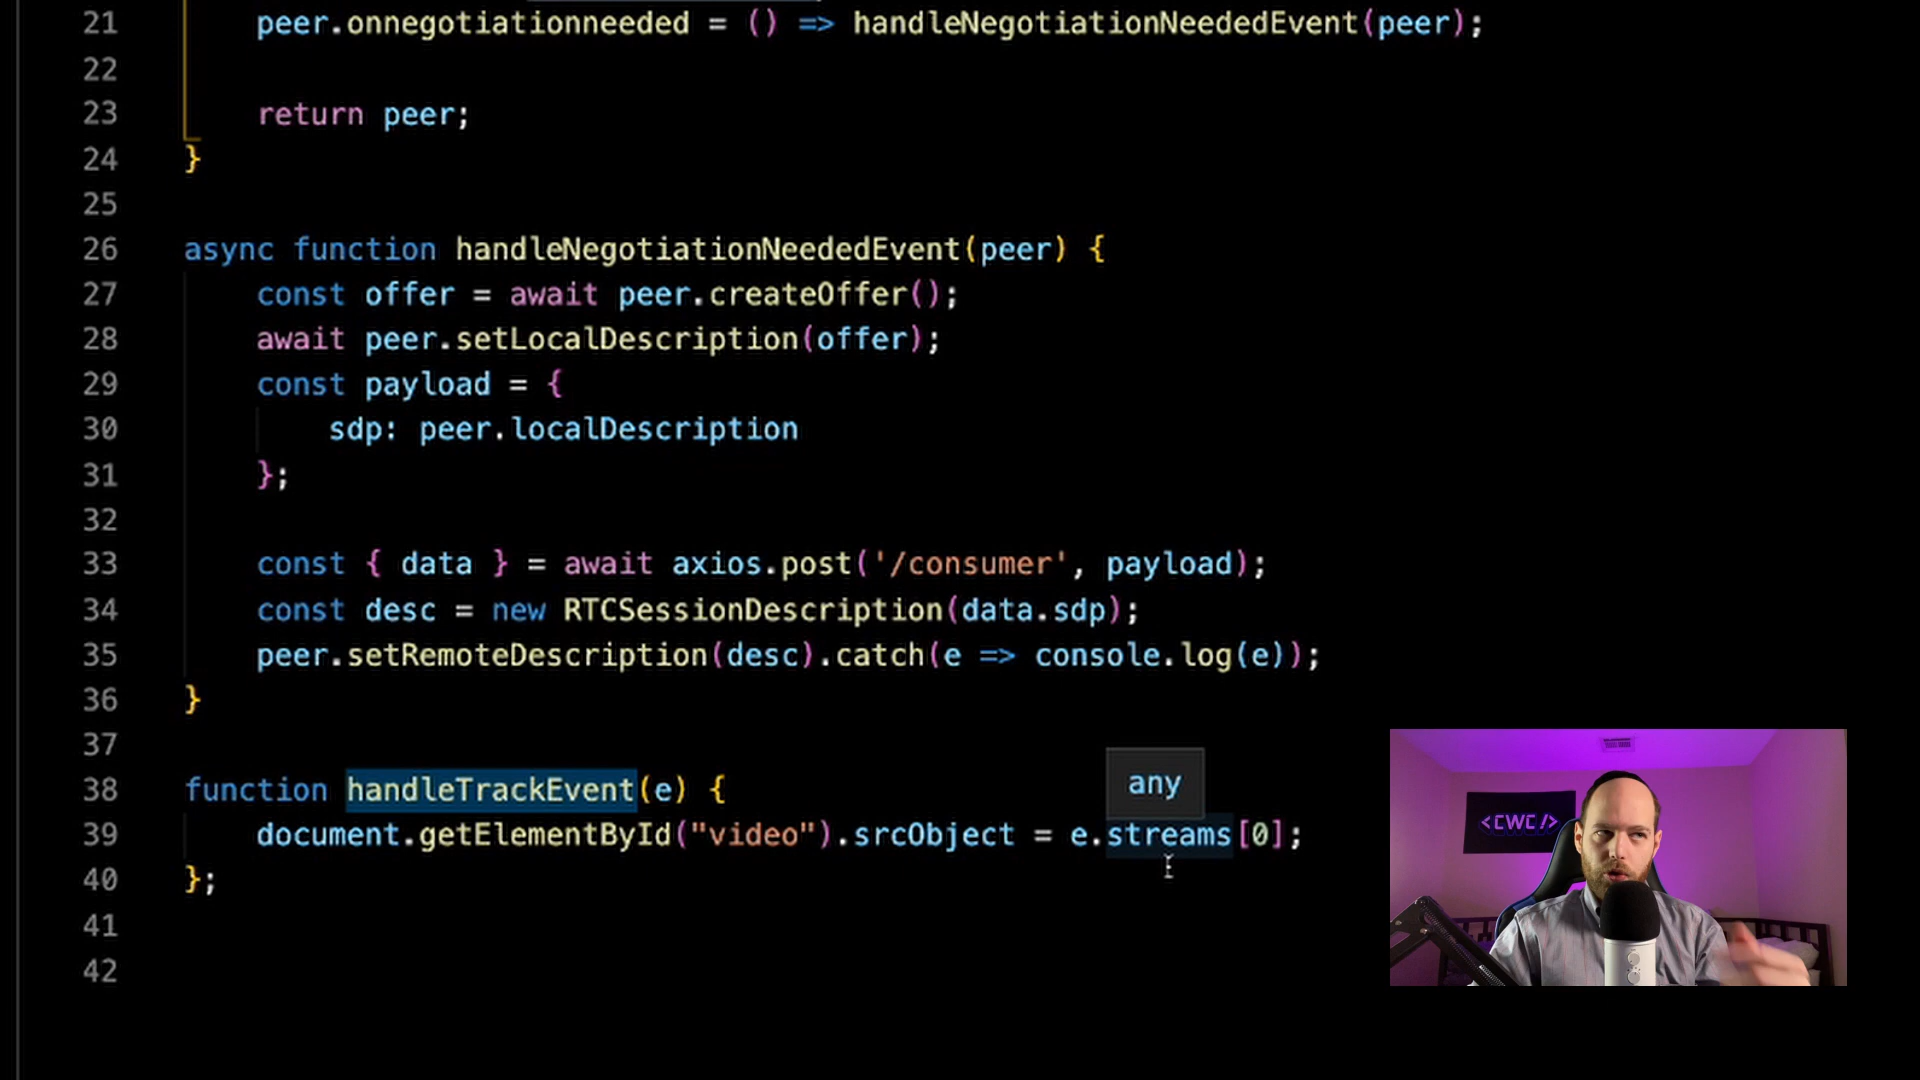 21 peer.onnegotiationneeded = () => handleNegotiationNeededEvent(peer);
22
23 return peer;
24 }
25
26 async function handleNegotiationNeededEvent(peer) {
27 const offer = await peer.createOffer();
28 await peer.setLocalDescription(offer);
29 const payload = {
30 sdp: peer.localDescription
31 };
32
33 const { data } = await axios.post('/consumer', payload);
34 const desc = new RTCSessionDescription(data.sdp);
35 peer.setRemoteDescription(desc).catch(e => console.log(e));
36 }
37
any
38 function handleTrackEvent(e) {
39 document.getElementById("video").srcObject = e.streams[0];
40 };
41
42
<CWC/>